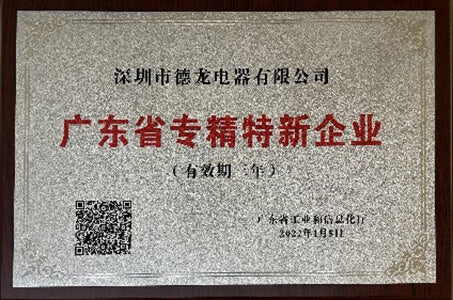 深圳市德龙电器有限公司
广东省专精特新企业
（有效期三年）
广东省工业和信息化厅
2022年1月8日